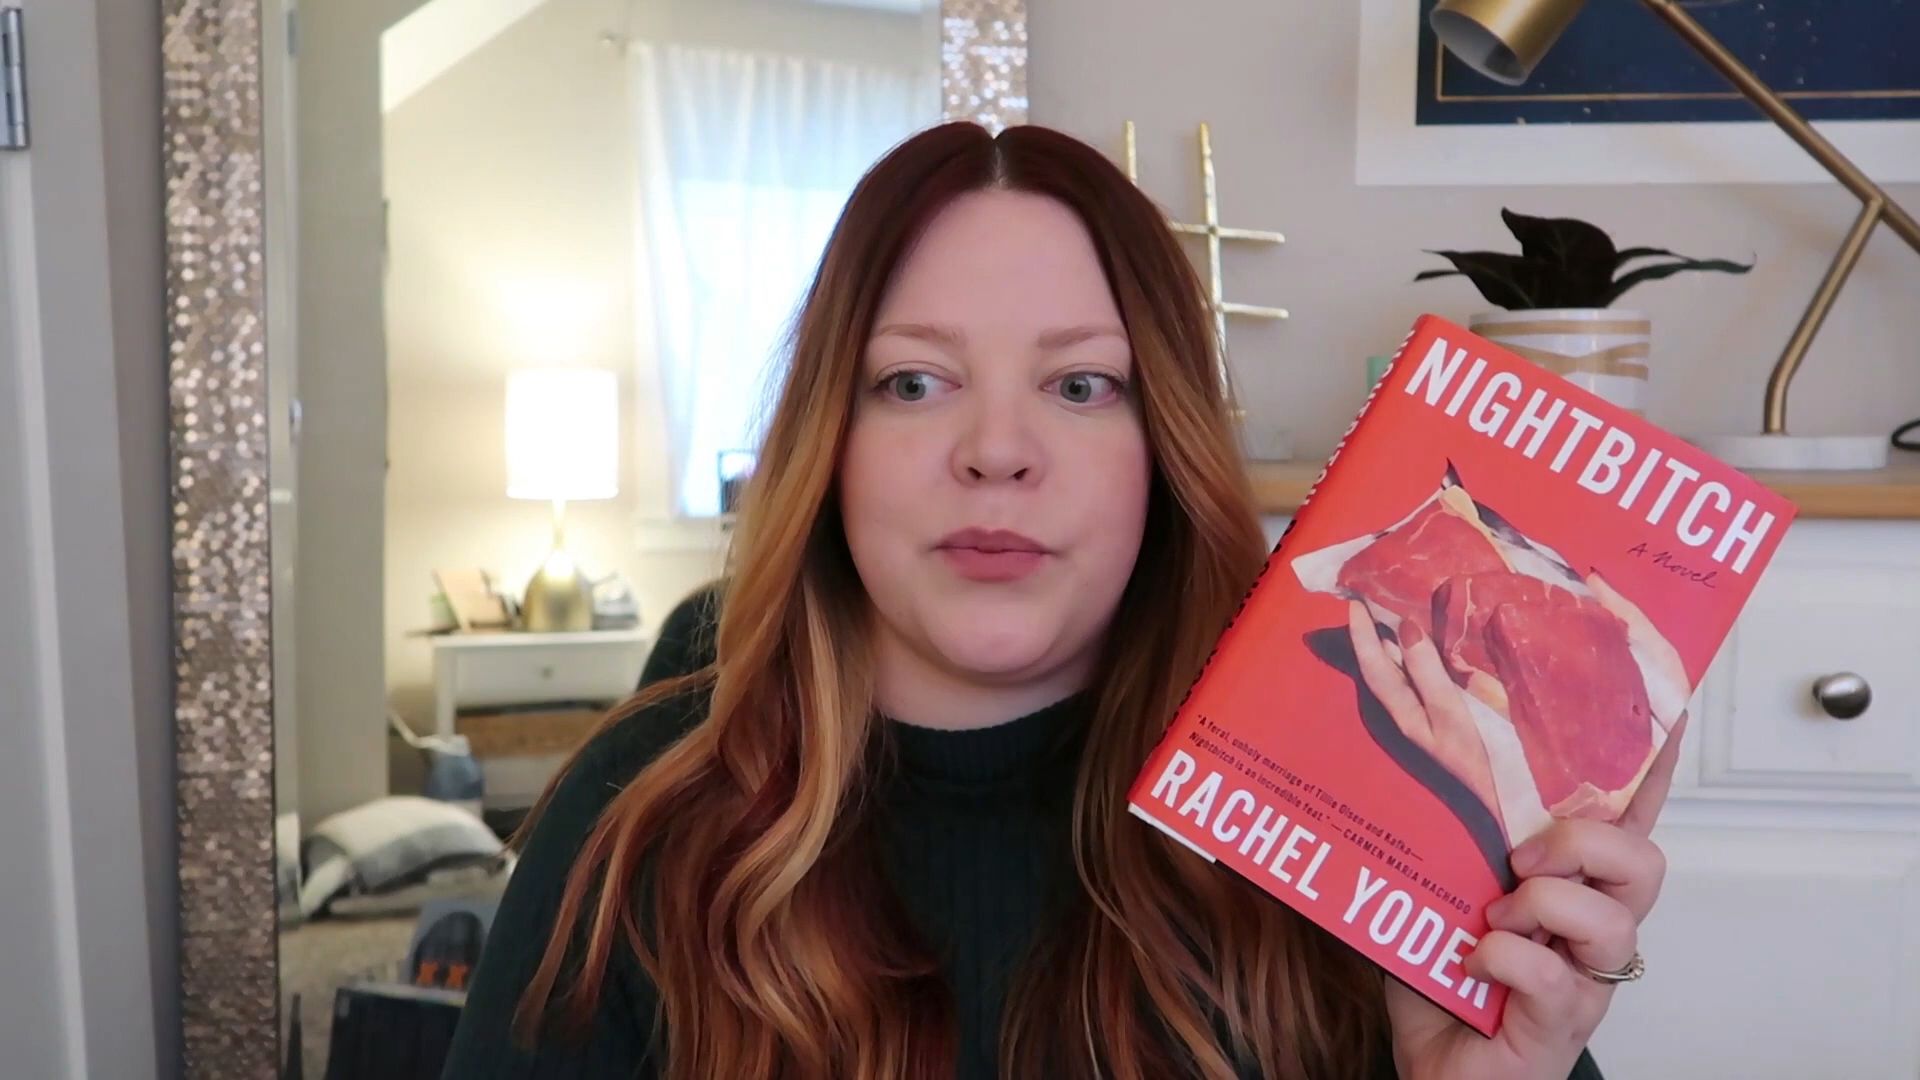 NIGHTBITCH
A Novel
"A feral, unholy marriage of Tillie Olsen and Kafka—
Nightbitch is an incredible feat." —CARMEN MARIA MACHADO
RACHEL YODER